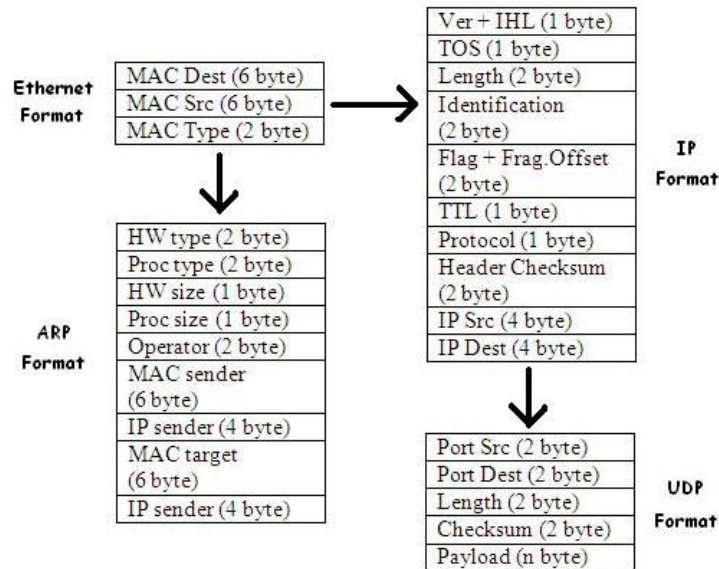 Ethernet
Format
MAC Dest (6 byte)
MAC Src (6 byte)
MAC Type (2 byte)
Ver + IHL (1 byte)
TOS (1 byte)
Length (2 byte)
Identification
(2 byte)
Flag + Frag.Offset
(2 byte)
TTL (1 byte)
Protocol (1 byte)
Header Checksum
(2 byte)
IP Src (4 byte)
IP Dest (4 byte)
IP
Format
ARP
Format
HW type (2 byte)
Proc type (2 byte)
HW size (1 byte)
Proc size (1 byte)
Operator (2 byte)
MAC sender
(6 byte)
IP sender (4 byte)
MAC target
(6 byte)
IP sender (4 byte)
Port Src (2 byte)
Port Dest (2 byte)
Length (2 byte)
Checksum (2 byte)
Payload (n byte)
UDP
Format